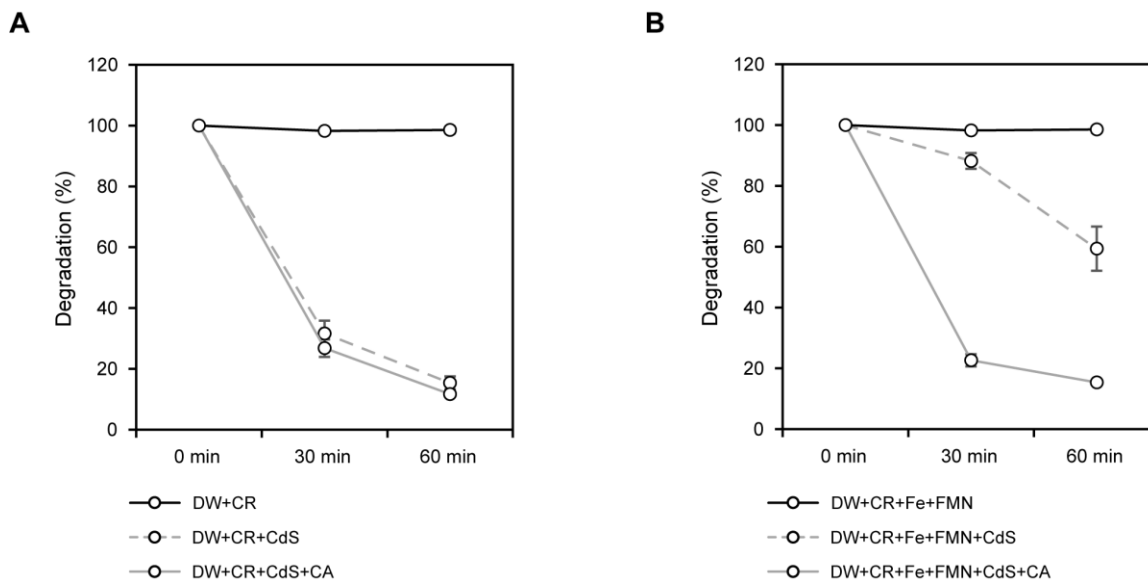 A
Degradation (%)
120
100
80
60
40
20
0
0 min 30 min 60 min
DW+CR
DW+CR+CdS
DW+CR+CdS+CA
B
Degradation (%)
120
100
80
60
40
20
0
0 min 30 min 60 min
DW+CR+Fe+FMN
DW+CR+Fe+FMN+CdS
DW+CR+Fe+FMN+CdS+CA